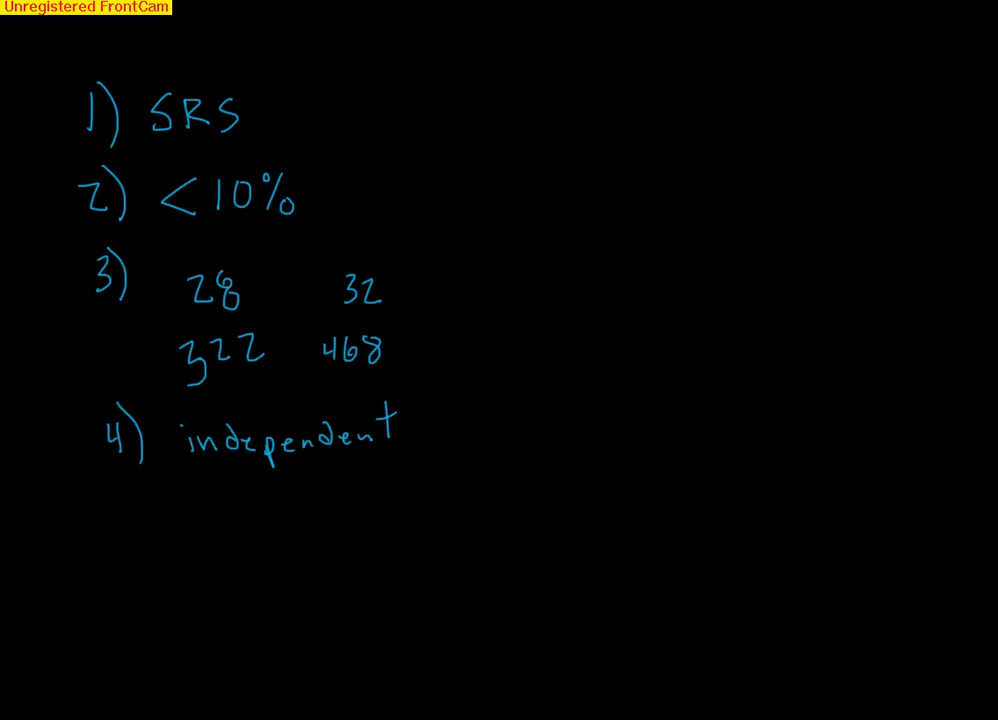 Unregistered FrontCam
1) SRS
2) <10%
3) 28 32
322 468
4) independent